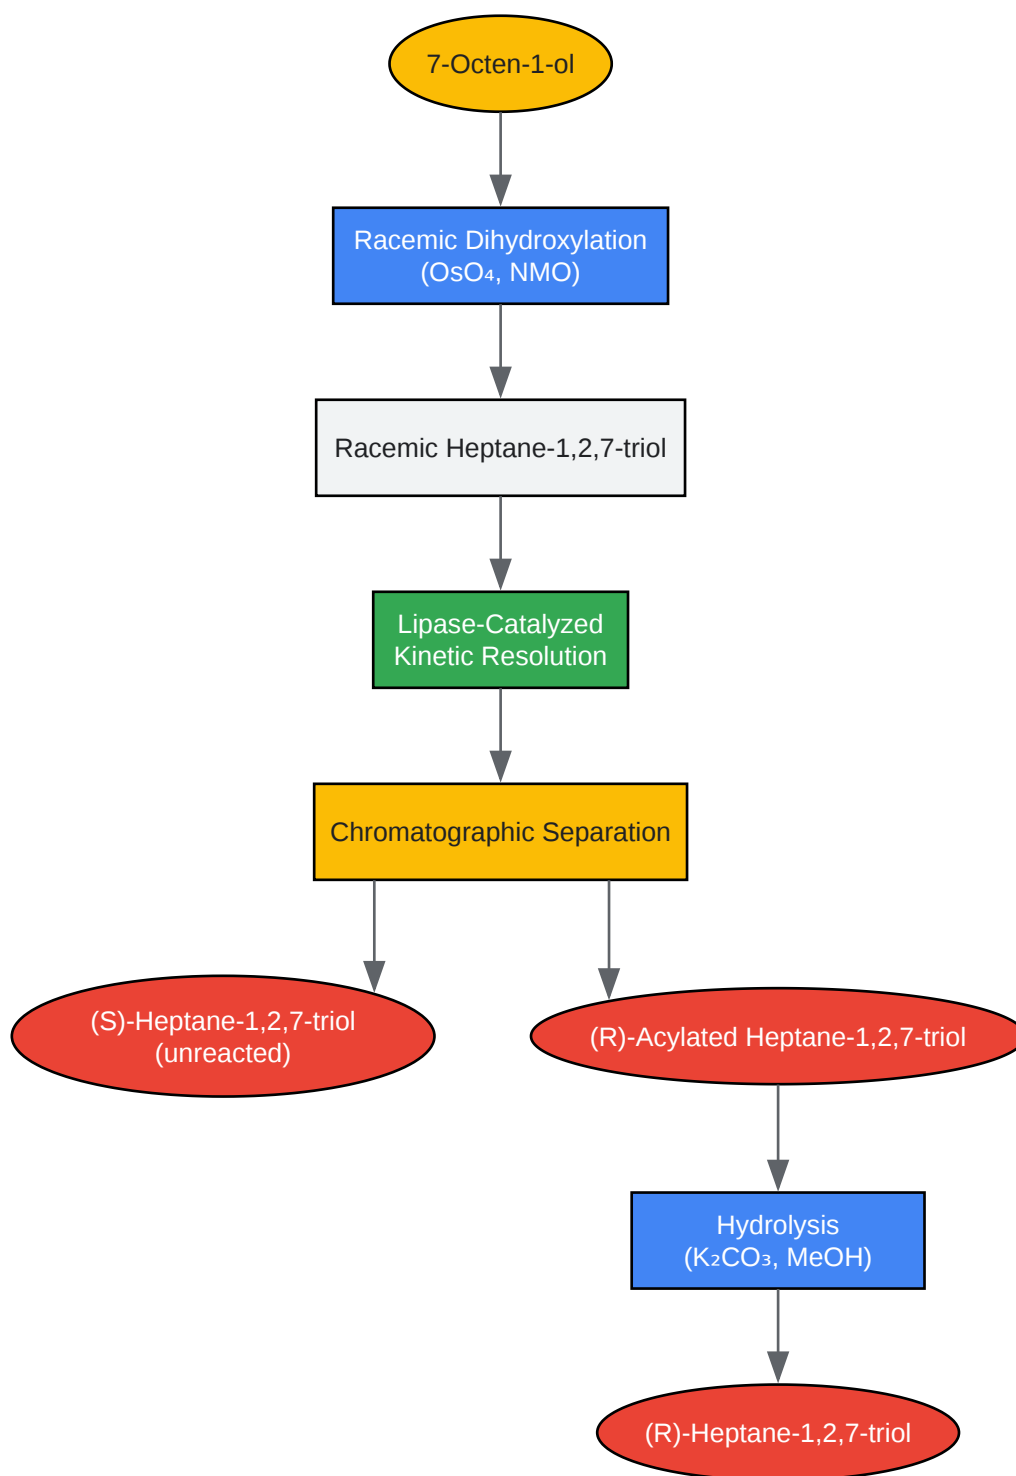 7-Octen-1-ol
Racemic Dihydroxylation
(OsO₄, NMO)
Racemic Heptane-1,2,7-triol
Lipase-Catalyzed
Kinetic Resolution
Chromatographic Separation
(S)-Heptane-1,2,7-triol
(unreacted)
(R)-Acylated Heptane-1,2,7-triol
Hydrolysis
(K₂CO₃, MeOH)
(R)-Heptane-1,2,7-triol